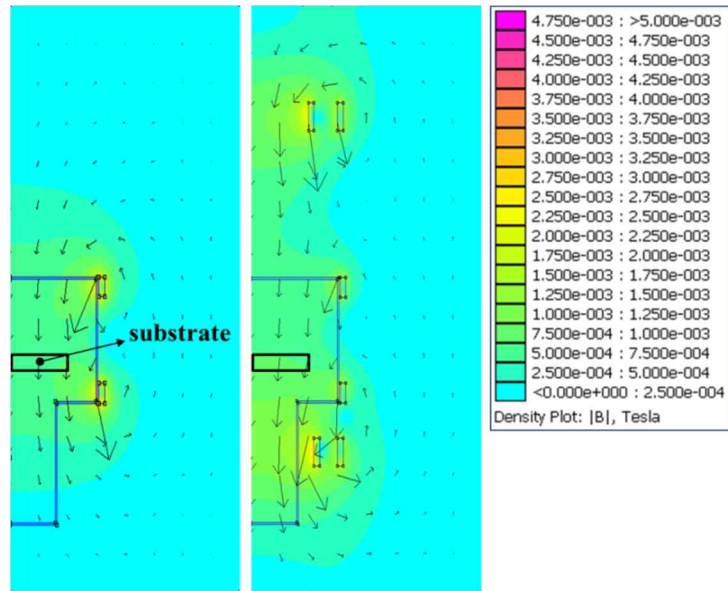 substrate
4.750e-003 : >5.000e-003
4.500e-003 : 4.750e-003
4.250e-003 : 4.500e-003
4.000e-003 : 4.250e-003
3.750e-003 : 4.000e-003
3.500e-003 : 3.750e-003
3.250e-003 : 3.500e-003
3.000e-003 : 3.250e-003
2.750e-003 : 3.000e-003
2.500e-003 : 2.750e-003
2.250e-003 : 2.500e-003
2.000e-003 : 2.250e-003
1.750e-003 : 2.000e-003
1.500e-003 : 1.750e-003
1.250e-003 : 1.500e-003
1.000e-003 : 1.250e-003
7.500e-004 : 1.000e-003
5.000e-004 : 7.500e-004
2.500e-004 : 5.000e-004
<0.000e+000 : 2.500e-004
Density Plot: |B|, Tesla